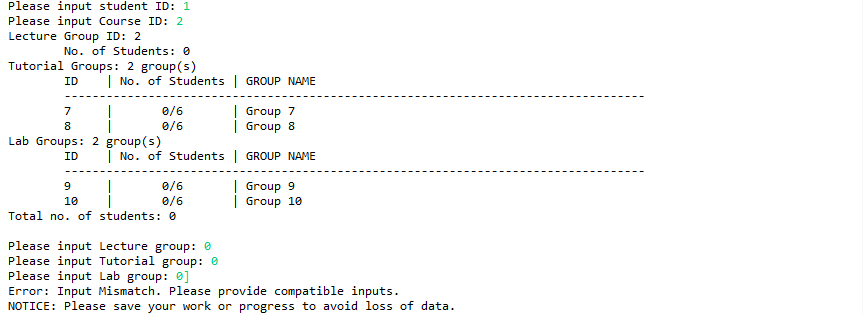 Please input student ID: 1
Please input Course ID: 2
Lecture Group ID: 2
No. of Students: 0
Tutorial Groups: 2 group(s)
ID | No. of Students | GROUP NAME
-----------------------------------------------------------------------------------
7 | 0/6 | Group 7
8 | 0/6 | Group 8
Lab Groups: 2 group(s)
ID | No. of Students | GROUP NAME
-----------------------------------------------------------------------------------
9 | 0/6 | Group 9
10 | 0/6 | Group 10
Total no. of students: 0
Please input Lecture group: 0
Please input Tutorial group: 0
Please input Lab group: 0]
Error: Input Mismatch. Please provide compatible inputs.
NOTICE: Please save your work or progress to avoid loss of data.